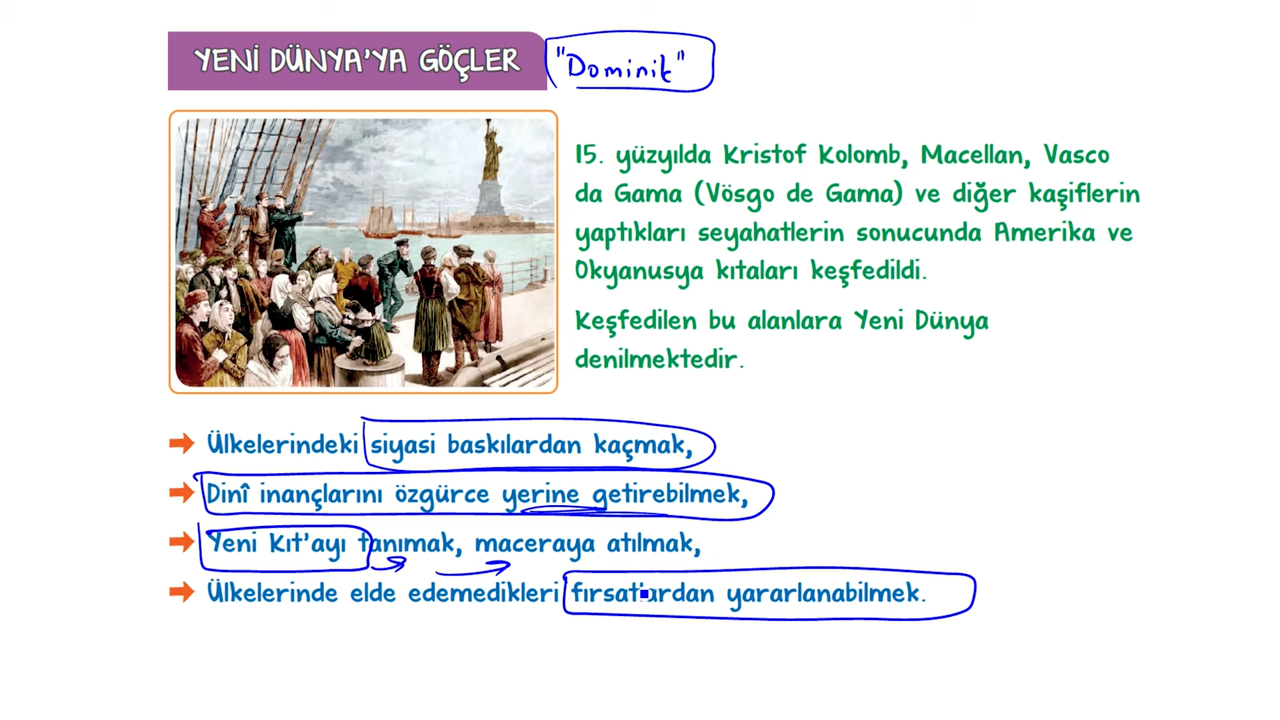 YENİ DÜNYA'YA GÖÇLER "Dominik"
15. yüzyılda Kristof Kolomb, Macellan, Vasco
da Gama (Vösgo de Gama) ve diğer kaşiflerin
yaptıkları seyahatlerin sonucunda Amerika ve
Okyanusya kıtaları keşfedildi.
Keşfedilen bu alanlara Yeni Dünya
denilmektedir.
Ülkelerindeki siyasi baskılardan kaçmak,
Dinî inançlarını özgürce yerine getirebilmek,
Yeni Kıt'ayı tanımak, maceraya atılmak,
Ülkelerinde elde edemedikleri fırsatlardan yararlanabilmek.